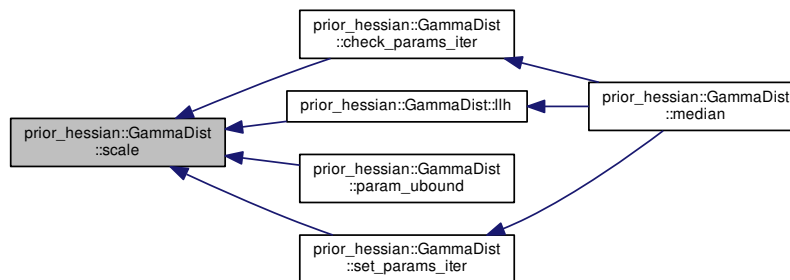 prior_hessian::GammaDist
::check_params_iter
prior_hessian::GammaDist::llh
prior_hessian::GammaDist
::median
prior_hessian::GammaDist
::scale
prior_hessian::GammaDist
::param_ubound
prior_hessian::GammaDist
::set_params_iter